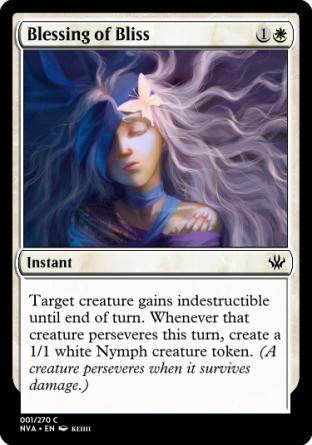 Blessing of Bliss 1
Instant
Target creature gains indestructible
until end of turn. Whenever that
creature perseveres this turn, create a
1/1 white Nymph creature token. (A
creature perseveres when it survives
damage.)
001/270 C
NVA • EN KEIIII